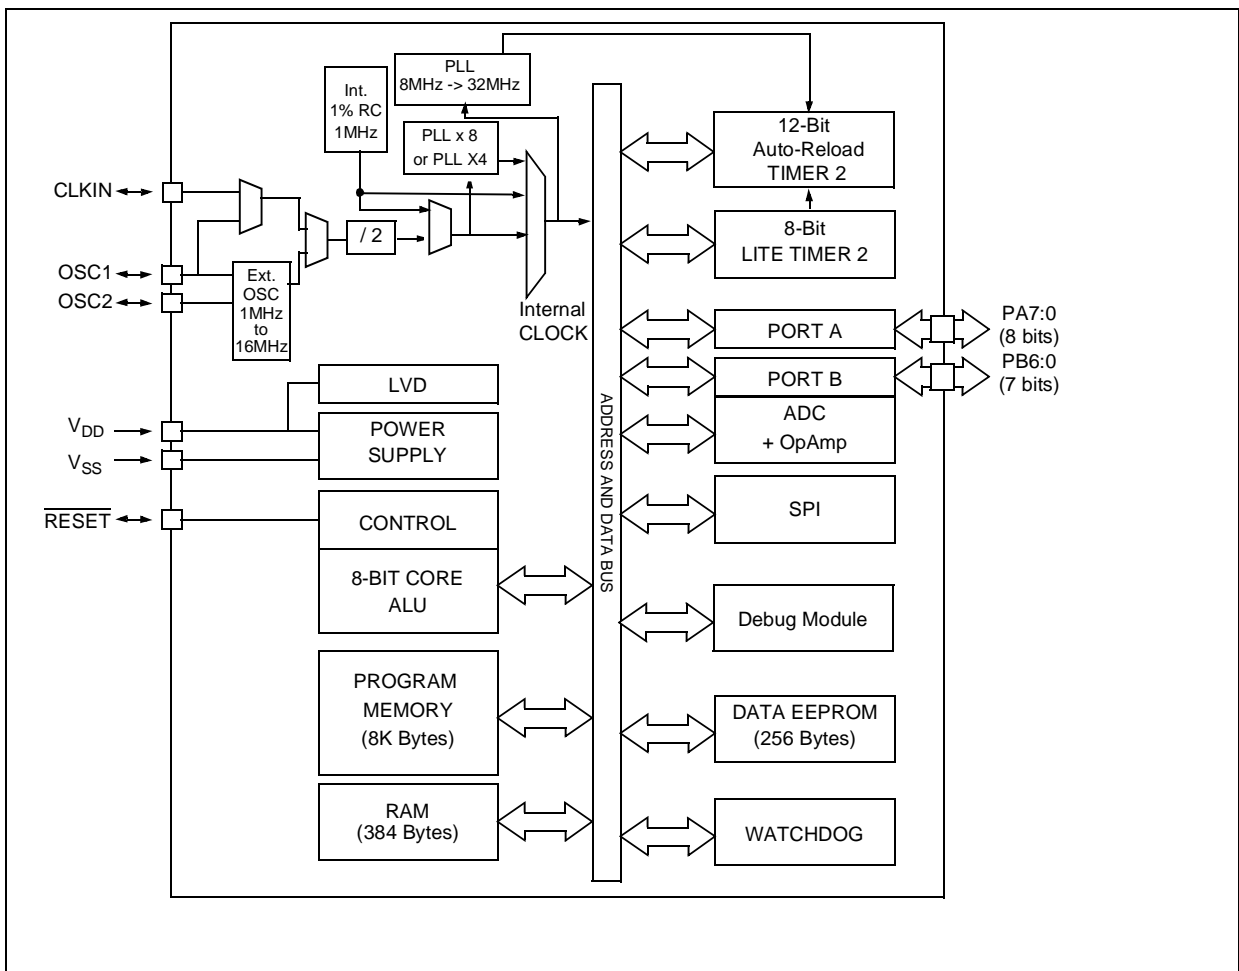 PLL
8MHz -> 32MHz
Int.
1% RC
1MHz
PLL x 8
or PLL X4
12-Bit
Auto-Reload
TIMER 2
CLKIN
/ 2
8-Bit
LITE TIMER 2
OSC1
OSC2
Ext.
OSC
1MHz
to
16MHz
Internal
CLOCK
PORT A
PA7:0
(8 bits)
PORT B
PB6:0
(7 bits)
LVD
ADC
+ OpAmp
VDD
POWER
SUPPLY
VSS
ADDRESS AND DATA BUS
SPI
RESET
CONTROL
8-BIT CORE
ALU
Debug Module
PROGRAM
MEMORY
(8K Bytes)
DATA EEPROM
(256 Bytes)
RAM
(384 Bytes)
WATCHDOG